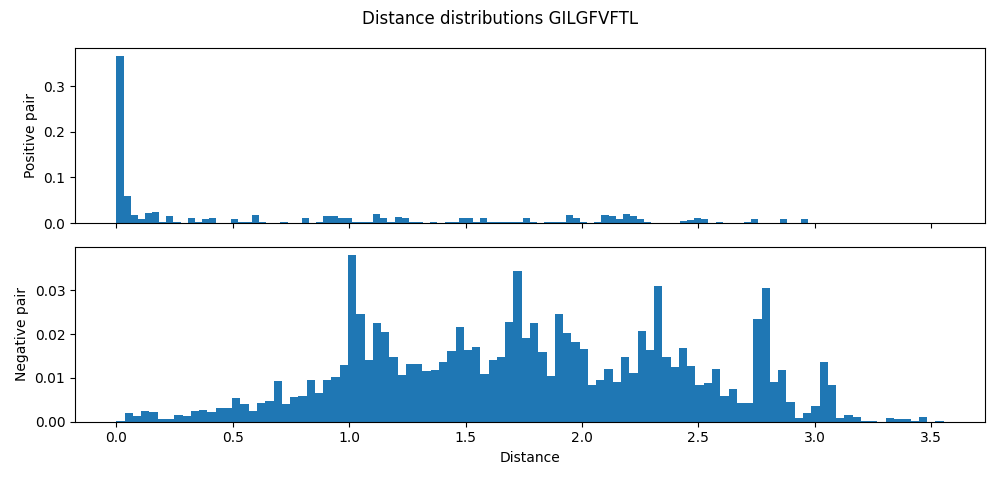 Distance distributions GILGFVFTL
Positive pair
0.3
0.2
0.1
0.0
Negative pair
0.03
0.02
0.01
0.00
0.0 0.5 1.0 1.5 2.0 2.5 3.0 3.5
Distance